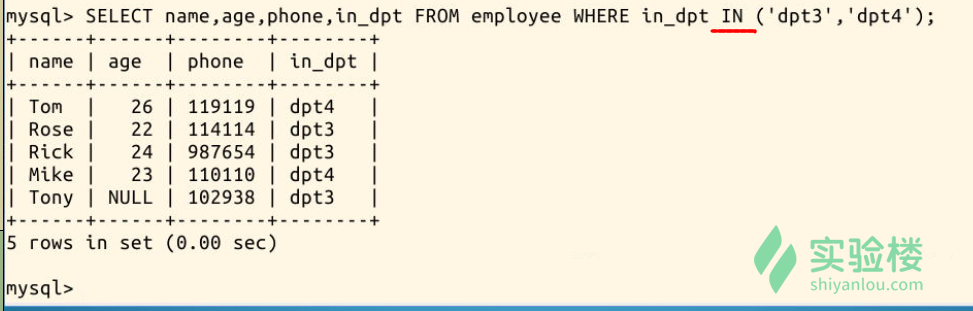 mysql> SELECT name,age,phone,in_dpt FROM employee WHERE in_dpt IN ('dpt3','dpt4');
+------+------+--------+--------+
| name | age  | phone  | in_dpt |
+------+------+--------+--------+
| Tom  |   26 | 119119 | dpt4   |
| Rose |   22 | 114114 | dpt3   |
| Rick |   24 | 987654 | dpt3   |
| Mike |   23 | 110110 | dpt4   |
| Tony | NULL | 102938 | dpt3   |
+------+------+--------+--------+
5 rows in set (0.00 sec)
实验楼
shiyanlou.com
mysql>